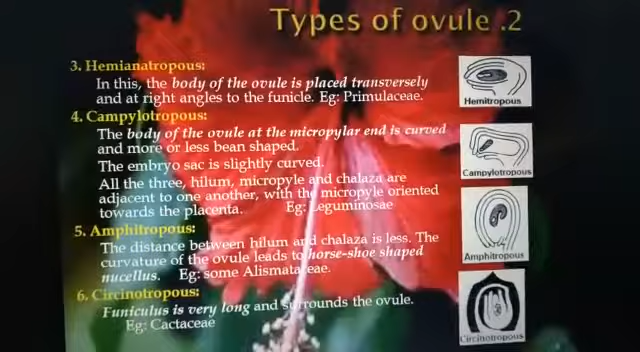 Types of ovule .2
3. Hemianatropous:
In this, the body of the ovule is placed transversely
and at right angles to the funicle. Eg: Primulaceae.
Hemitropous
4. Campylotropous:
The body of the ovule at the micropylar end is curved
and more or less bean shaped.
The embryo sac is slightly curved.
All the three, hilum, micropyle and chalaza are
adjacent to one another, with the micropyle oriented
towards the placenta. Eg: Leguminosae
Campylotropous
5. Amphitropous:
The distance between hilum and chalaza is less. The
curvature of the ovule leads to horse-shoe shaped
nucellus. Eg: some Alismataceae.
Amphitropous
6. Circinotropous:
Funiculus is very long and surrounds the ovule.
Eg: Cactaceae
Circinotropous